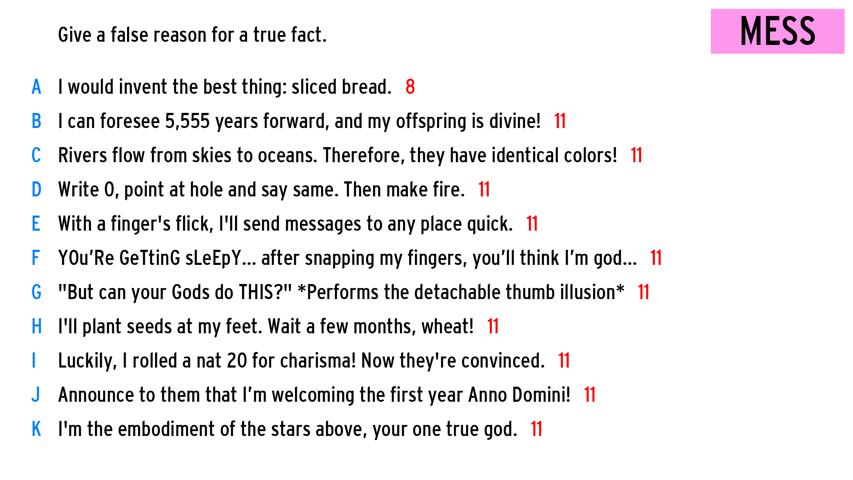 Give a false reason for a true fact.
MESS
A I would invent the best thing: sliced bread. 8
B I can foresee 5,555 years forward, and my offspring is divine! 11
C Rivers flow from skies to oceans. Therefore, they have identical colors! 11
D Write 0, point at hole and say same. Then make fire. 11
E With a finger's flick, I'll send messages to any place quick. 11
F YOu’Re GeTtinG sLeEpY... after snapping my fingers, you’ll think I’m god... 11
G "But can your Gods do THIS?" *Performs the detachable thumb illusion* 11
H I'll plant seeds at my feet. Wait a few months, wheat! 11
I Luckily, I rolled a nat 20 for charisma! Now they're convinced. 11
J Announce to them that I’m welcoming the first year Anno Domini! 11
K I'm the embodiment of the stars above, your one true god. 11